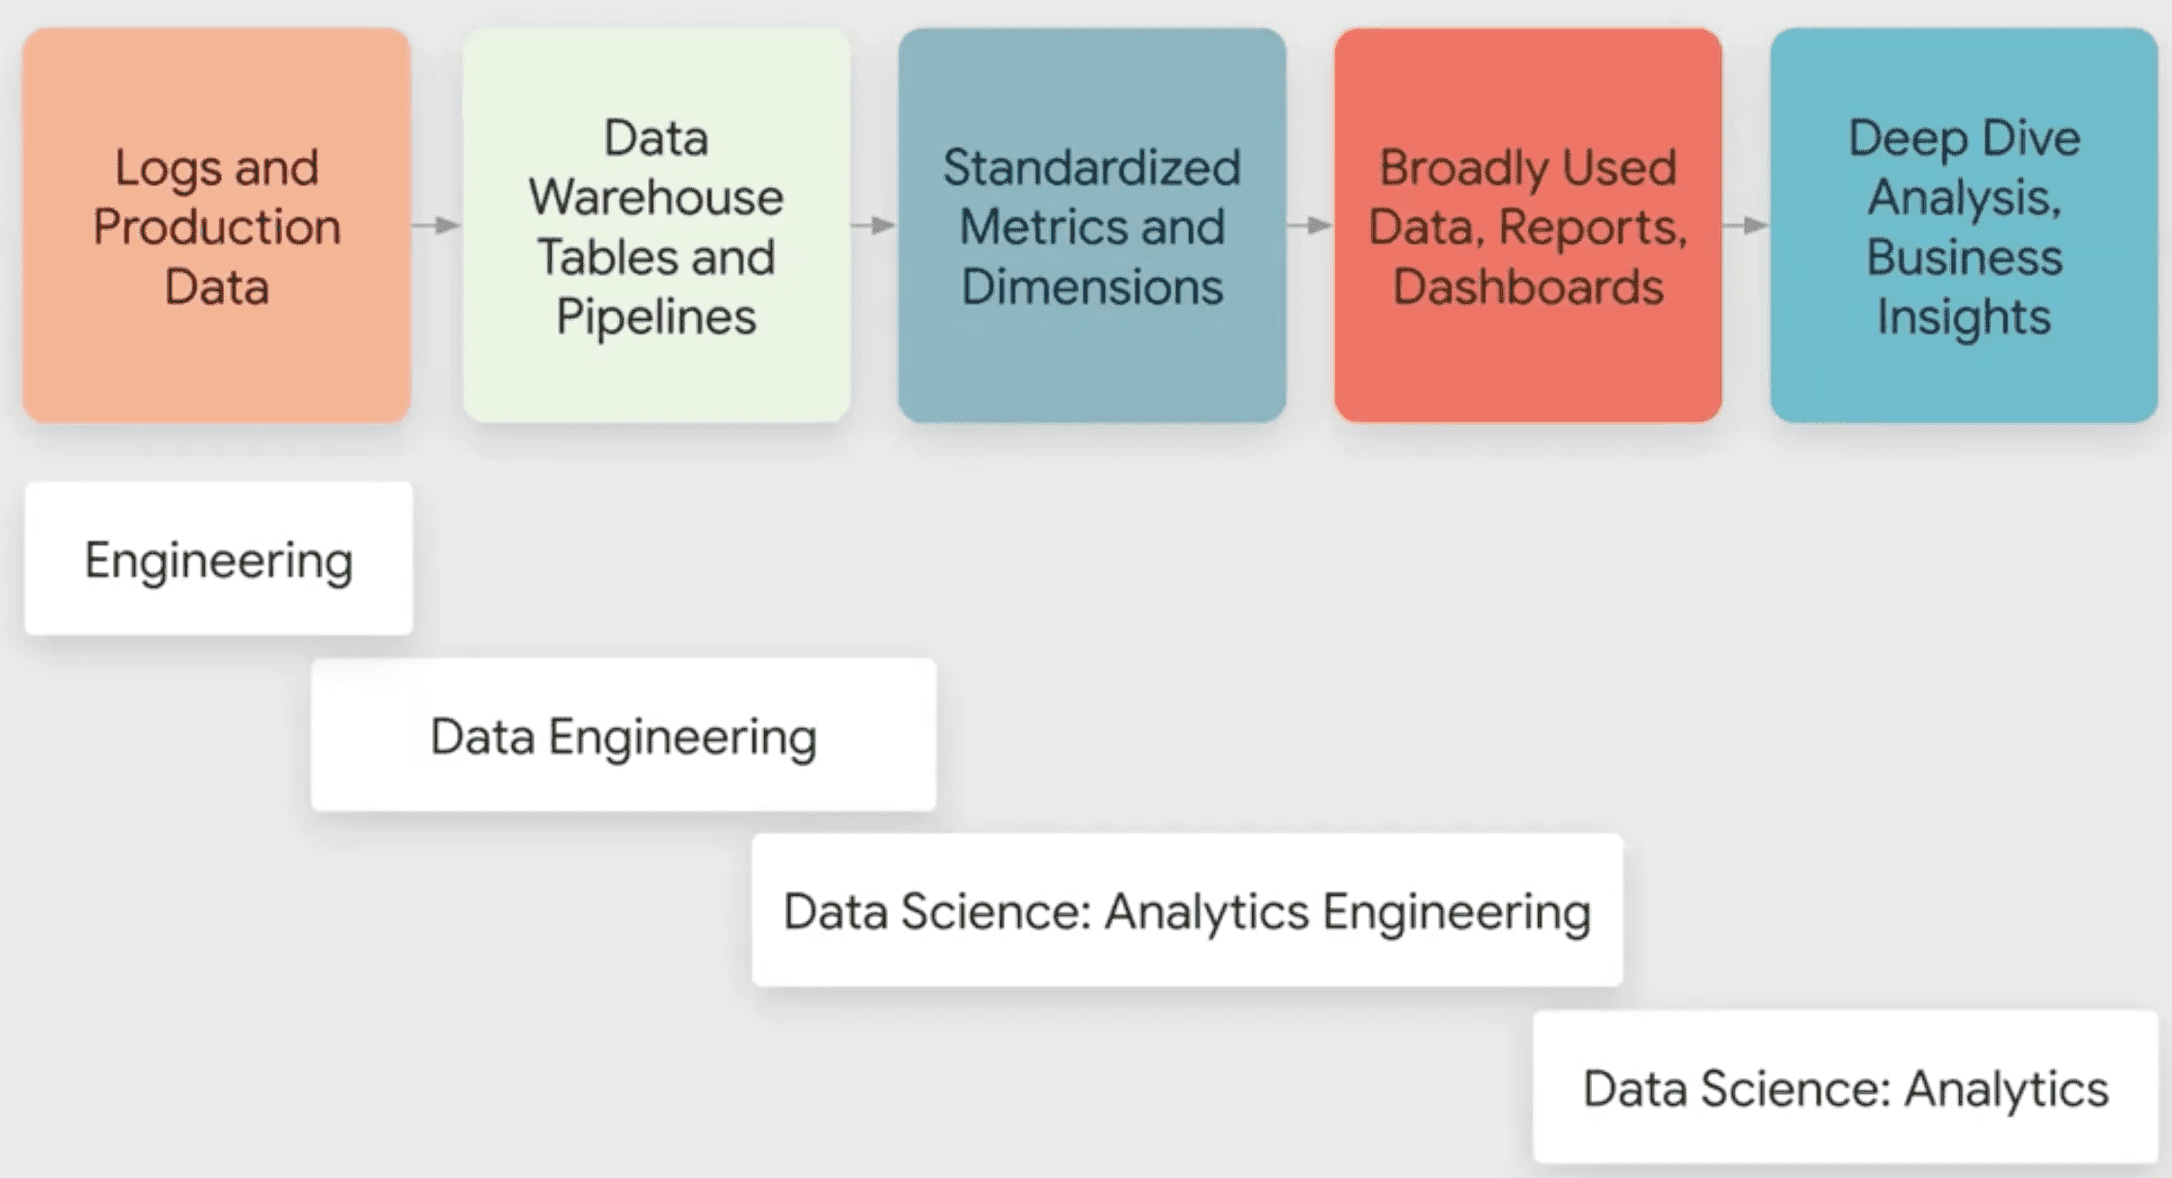 Logs and
Production
Data
Data
Warehouse
Tables and
Pipelines
Standardized
Metrics and
Dimensions
Broadly Used
Data, Reports,
Dashboards
Deep Dive
Analysis,
Business
Insights
Engineering
Data Engineering
Data Science: Analytics Engineering
Data Science: Analytics